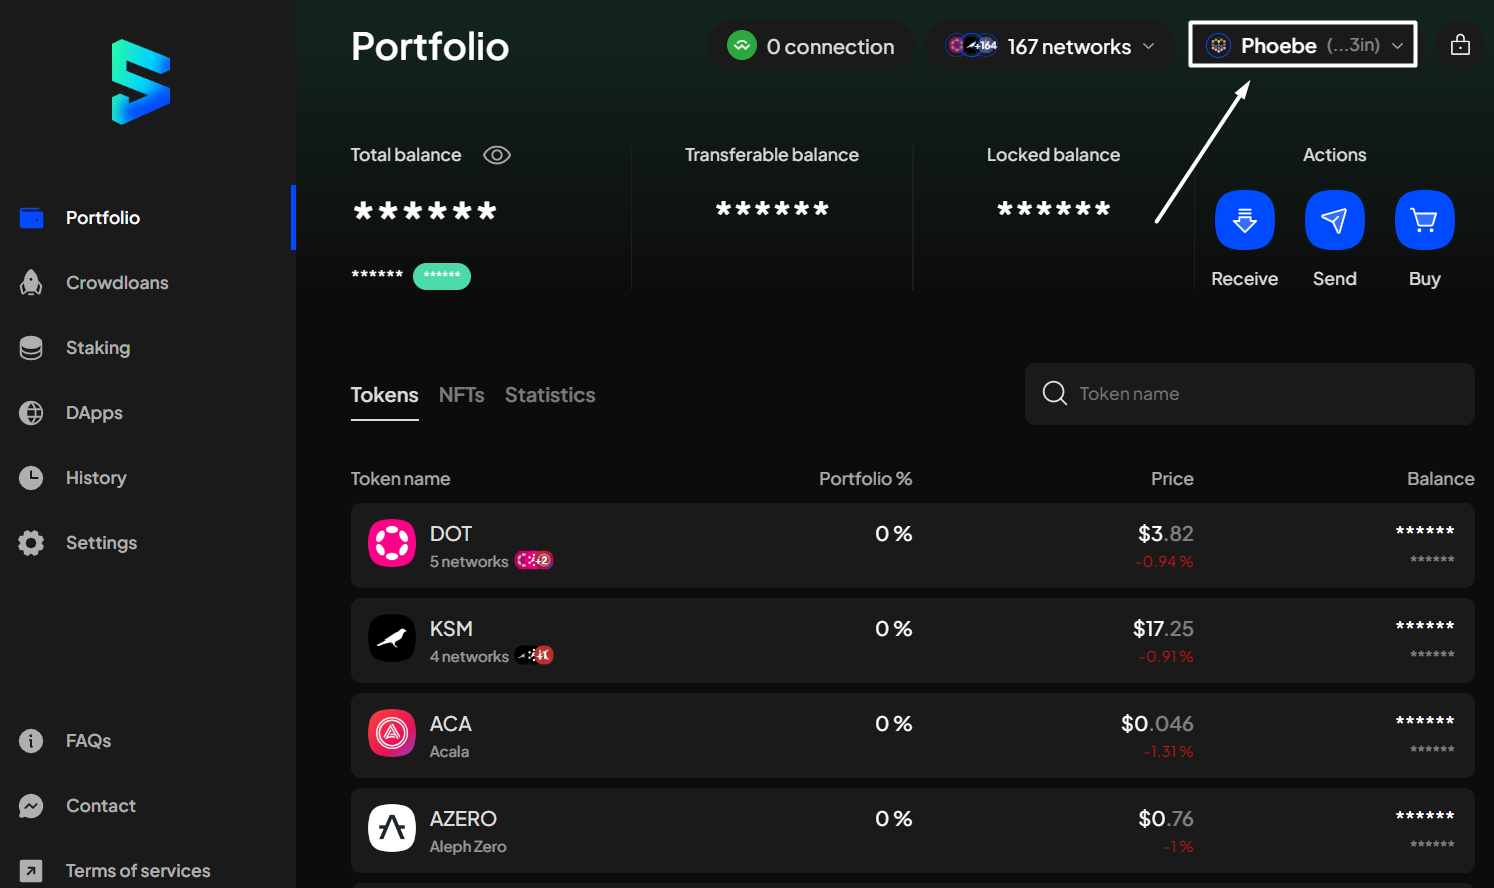 Portfolio
0 connection
+164
167 networks
Phoebe (...3in)
Total balance
Transferable balance
Locked balance
Actions
******
******
******
****** ******
Receive
Send
Buy
Portfolio
Crowdloans
Staking
DApps
History
Settings
FAQs
Contact
Terms of services
Tokens
NFTs
Statistics
Token name
Token name
Portfolio %
Price
Balance
DOT
5 networks +2
0 %
$3.82
-0.94 %
******
******
KSM
4 networks
0 %
$17.25
-0.91 %
******
******
ACA
Acala
0 %
$0.046
-1.31 %
******
******
AZERO
Aleph Zero
0 %
$0.76
-1 %
******
******